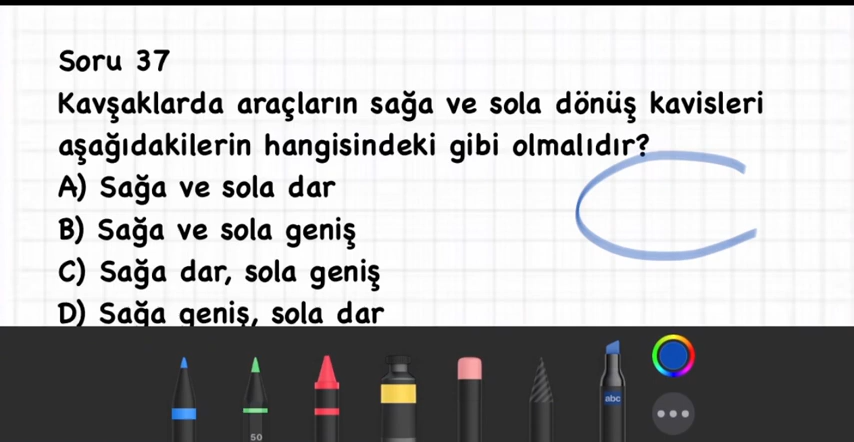 Soru 37
Kavşaklarda araçların sağa ve sola dönüş kavisleri
aşağıdakilerin hangisindeki gibi olmalıdır?
A) Sağa ve sola dar
B) Sağa ve sola geniş
C) Sağa dar, sola geniş
D) Sağa geniş, sola dar
C
50
abc